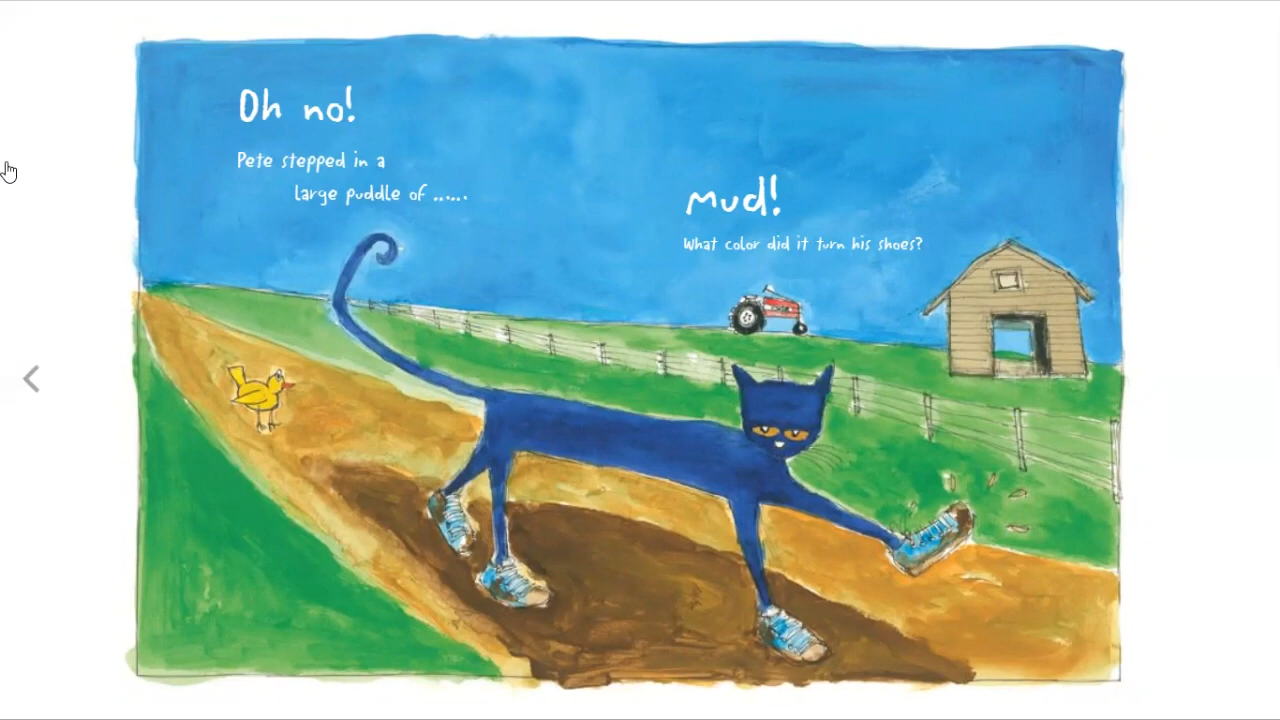 Oh no!
Pete stepped in a
large puddle of ......
Mud!
What color did it turn his shoes?